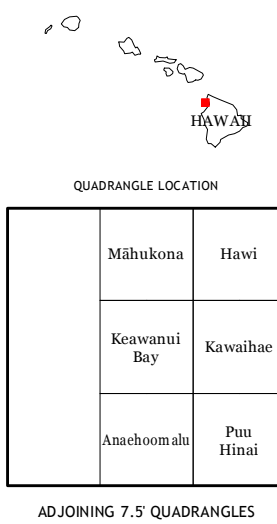 HAWAII
QUADRANGLE LOCATION
Māhukona
Hawi
Keawanui
Bay
Kawaihae
Anaehoomalu
Puu
Hinai
ADJOINING 7.5' QUADRANGLES